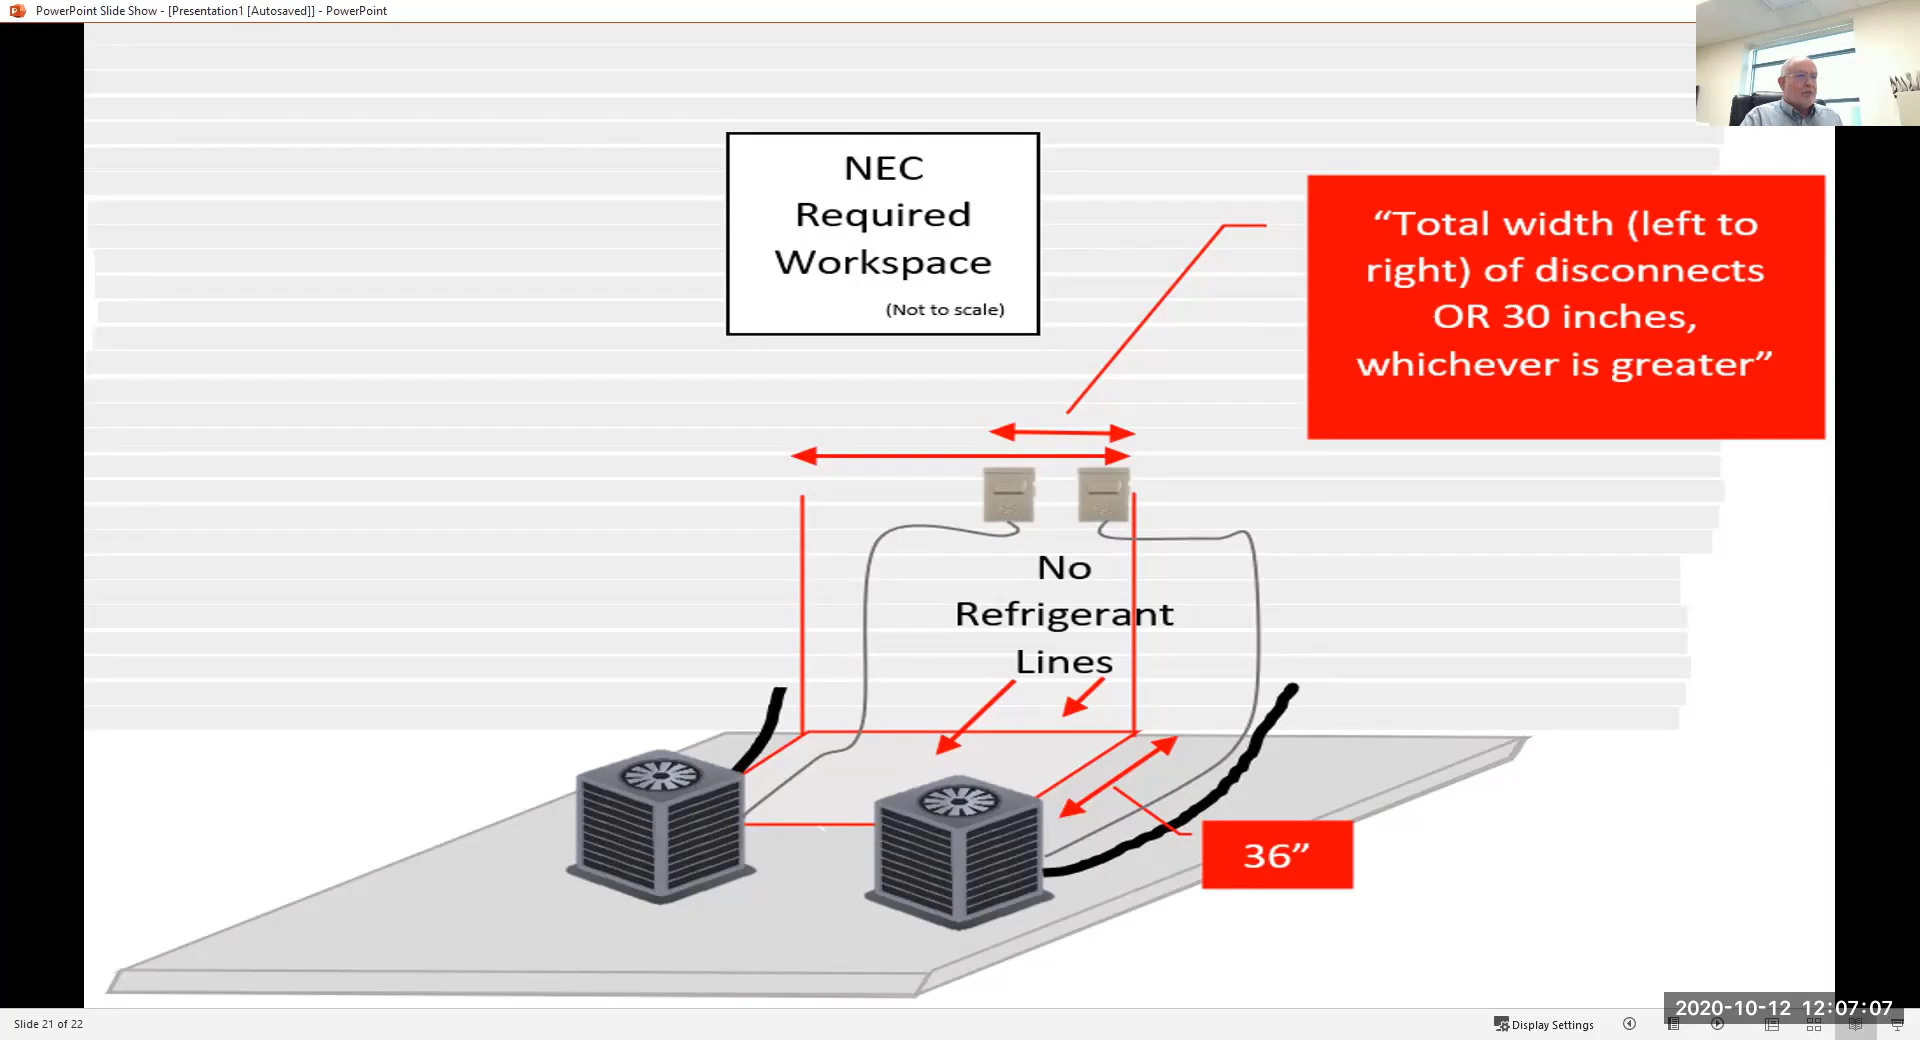 PowerPoint Slide Show - [Presentation1 [Autosaved]] - PowerPoint
NEC
Required
Workspace
(Not to scale)
“Total width (left to
right) of disconnects
OR 30 inches,
whichever is greater”
No
Refrigerant
Lines
36”
2020-10-12 12:07:07
Slide 21 of 22
Display Settings